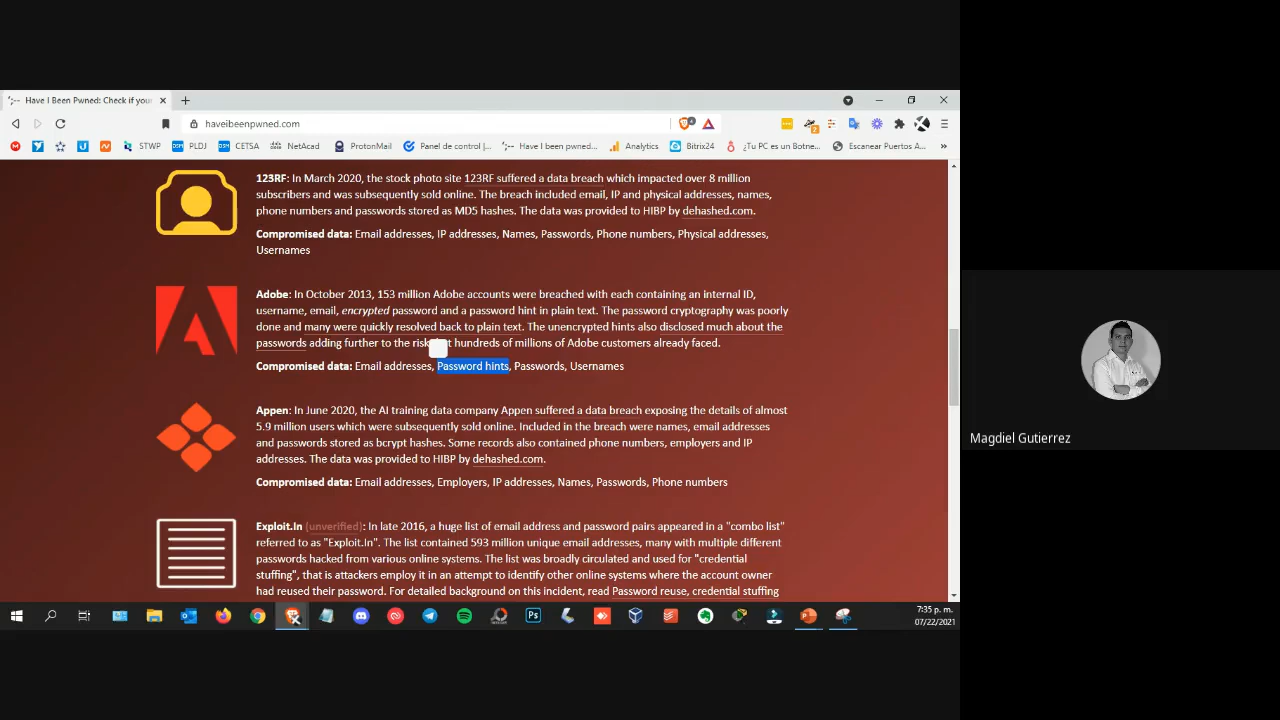 Have I Been Pwned: Check if your
haveibeenpwned.com
STWP PLDJ CETSA NetAcad ProtonMail Panel de control |... Have I been pwned... Analytics Bitrix24 ¿Tu PC es un Botne... Escanear Puertos A... »
123RF: In March 2020, the stock photo site 123RF suffered a data breach which impacted over 8 million
subscribers and was subsequently sold online. The breach included email, IP and physical addresses, names,
phone numbers and passwords stored as MD5 hashes. The data was provided to HIBP by dehashed.com.
Compromised data: Email addresses, IP addresses, Names, Passwords, Phone numbers, Physical addresses,
Usernames
Adobe: In October 2013, 153 million Adobe accounts were breached with each containing an internal ID,
username, email, encrypted password and a password hint in plain text. The password cryptography was poorly
done and many were quickly resolved back to plain text. The unencrypted hints also disclosed much about the
passwords adding further to the risk hundreds of millions of Adobe customers already faced.
Compromised data: Email addresses, Password hints, Passwords, Usernames
Appen: In June 2020, the AI training data company Appen suffered a data breach exposing the details of almost
5.9 million users which were subsequently sold online. Included in the breach were names, email addresses
and passwords stored as bcrypt hashes. Some records also contained phone numbers, employers and IP
addresses. The data was provided to HIBP by dehashed.com.
Compromised data: Email addresses, Employers, IP addresses, Names, Passwords, Phone numbers
Exploit.In (unverified): In late 2016, a huge list of email address and password pairs appeared in a "combo list"
referred to as "Exploit.In". The list contained 593 million unique email addresses, many with multiple different
passwords hacked from various online systems. The list was broadly circulated and used for "credential
stuffing", that is attackers employ it in an attempt to identify other online systems where the account owner
had reused their password. For detailed background on this incident, read Password reuse, credential stuffing
Magdiel Gutierrez
Ps
7:35 p. m.
07/22/2021